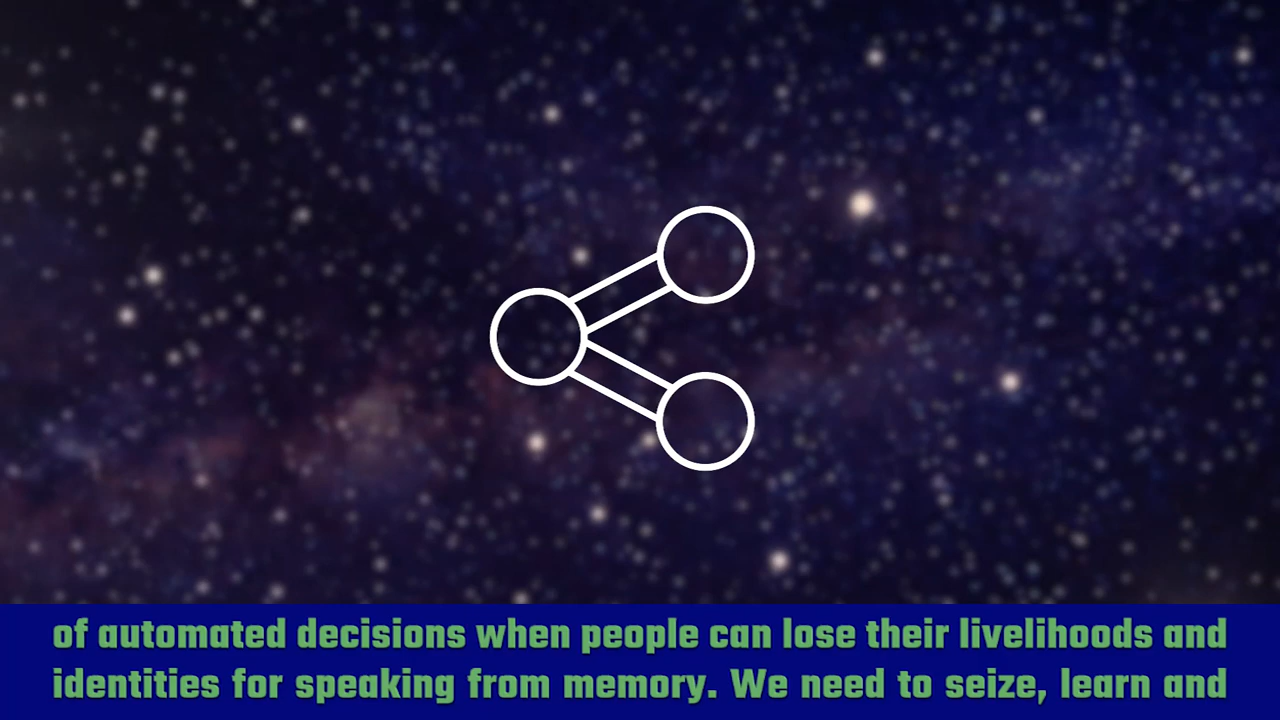 of automated decisions when people can lose their livelihoods and
identities for speaking from memory. We need to seize, learn and